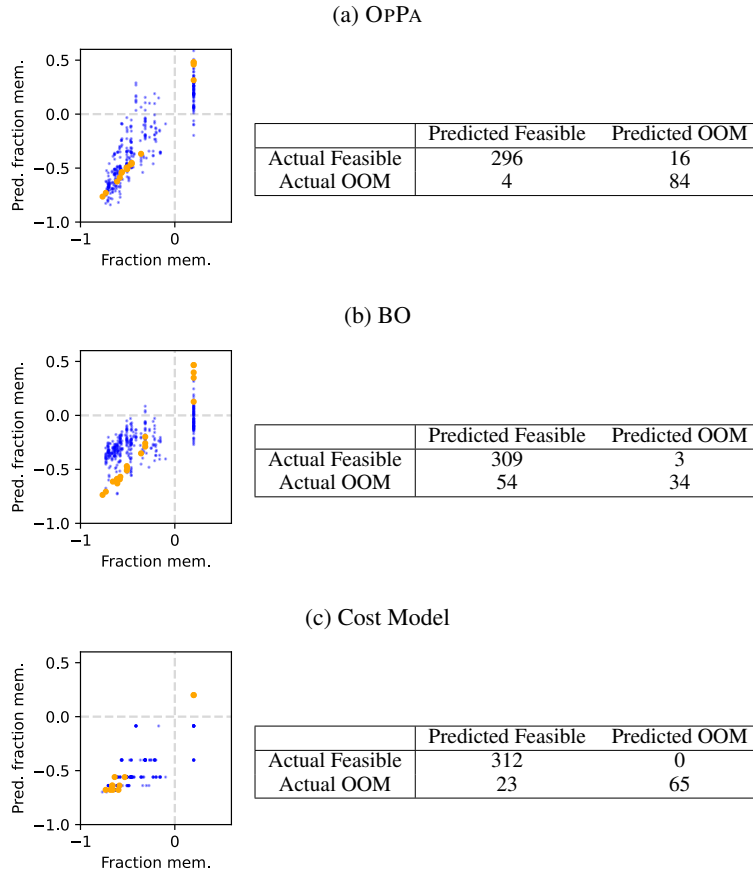 (a) OPPA
0.5
0.0
−0.5
−1.0
−1
0
Pred. fraction mem.
Fraction mem.
Predicted Feasible Predicted OOM
Actual Feasible 296 16
Actual OOM 4 84
(b) BO
0.5
0.0
−0.5
−1.0
−1
0
Pred. fraction mem.
Fraction mem.
Predicted Feasible Predicted OOM
Actual Feasible 309 3
Actual OOM 54 34
(c) Cost Model
0.5
0.0
−0.5
−1.0
−1
0
Pred. fraction mem.
Fraction mem.
Predicted Feasible Predicted OOM
Actual Feasible 312 0
Actual OOM 23 65